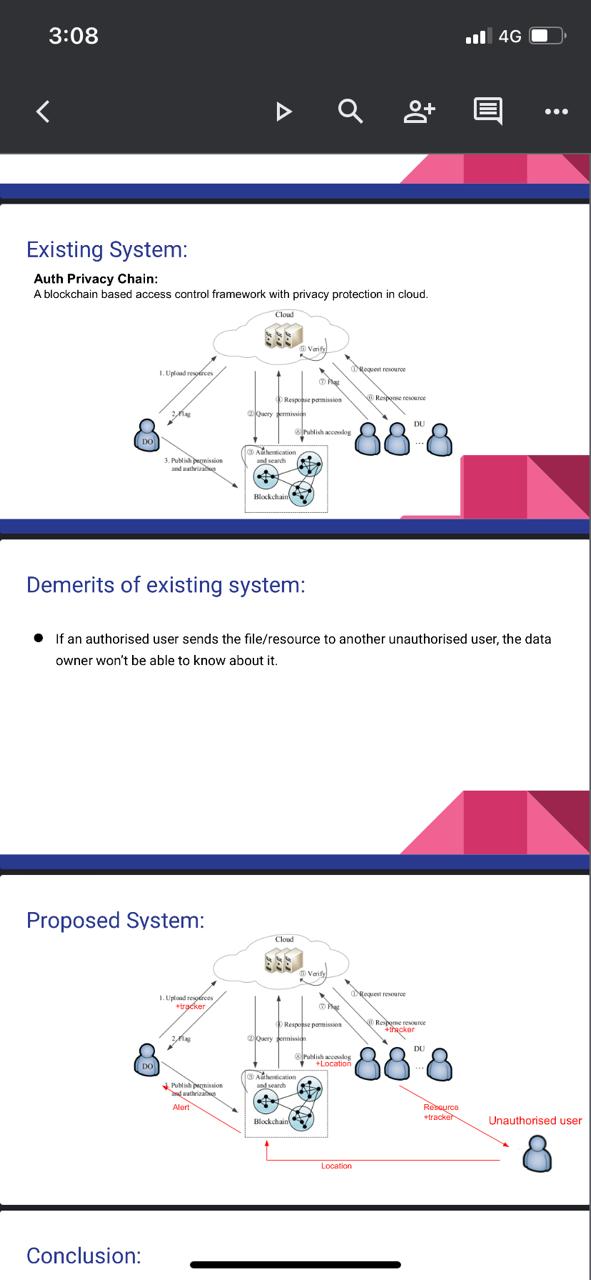 3:08
4G
Existing System:
Auth Privacy Chain:
A blockchain based access control framework with privacy protection in cloud.
Cloud
⑤ Verify
1. Upload resources
① Request resource
⑦ Flag
④ Response permission
⑧ Response resource
2. Flag
② Query permission
DU
⑥ Publish accesslog
DO
...
③ Authentication
and search
3. Publish permission
and authrization
Blockchain
Demerits of existing system:
● If an authorised user sends the file/resource to another unauthorised user, the data
owner won't be able to know about it.
Proposed System:
Cloud
⑤ Verify
1. Upload resources
+tracker
① Request resource
⑦ Flag
④ Response permission
Response resource
+tracker
2. Flag
② Query permission
DU
⑥ Publish accesslog
+Location
DO
...
③ Authentication
and search
Publish permission
and authrization
Alert
Blockchain
Resource
+tracker
Unauthorised user
Location
Conclusion: